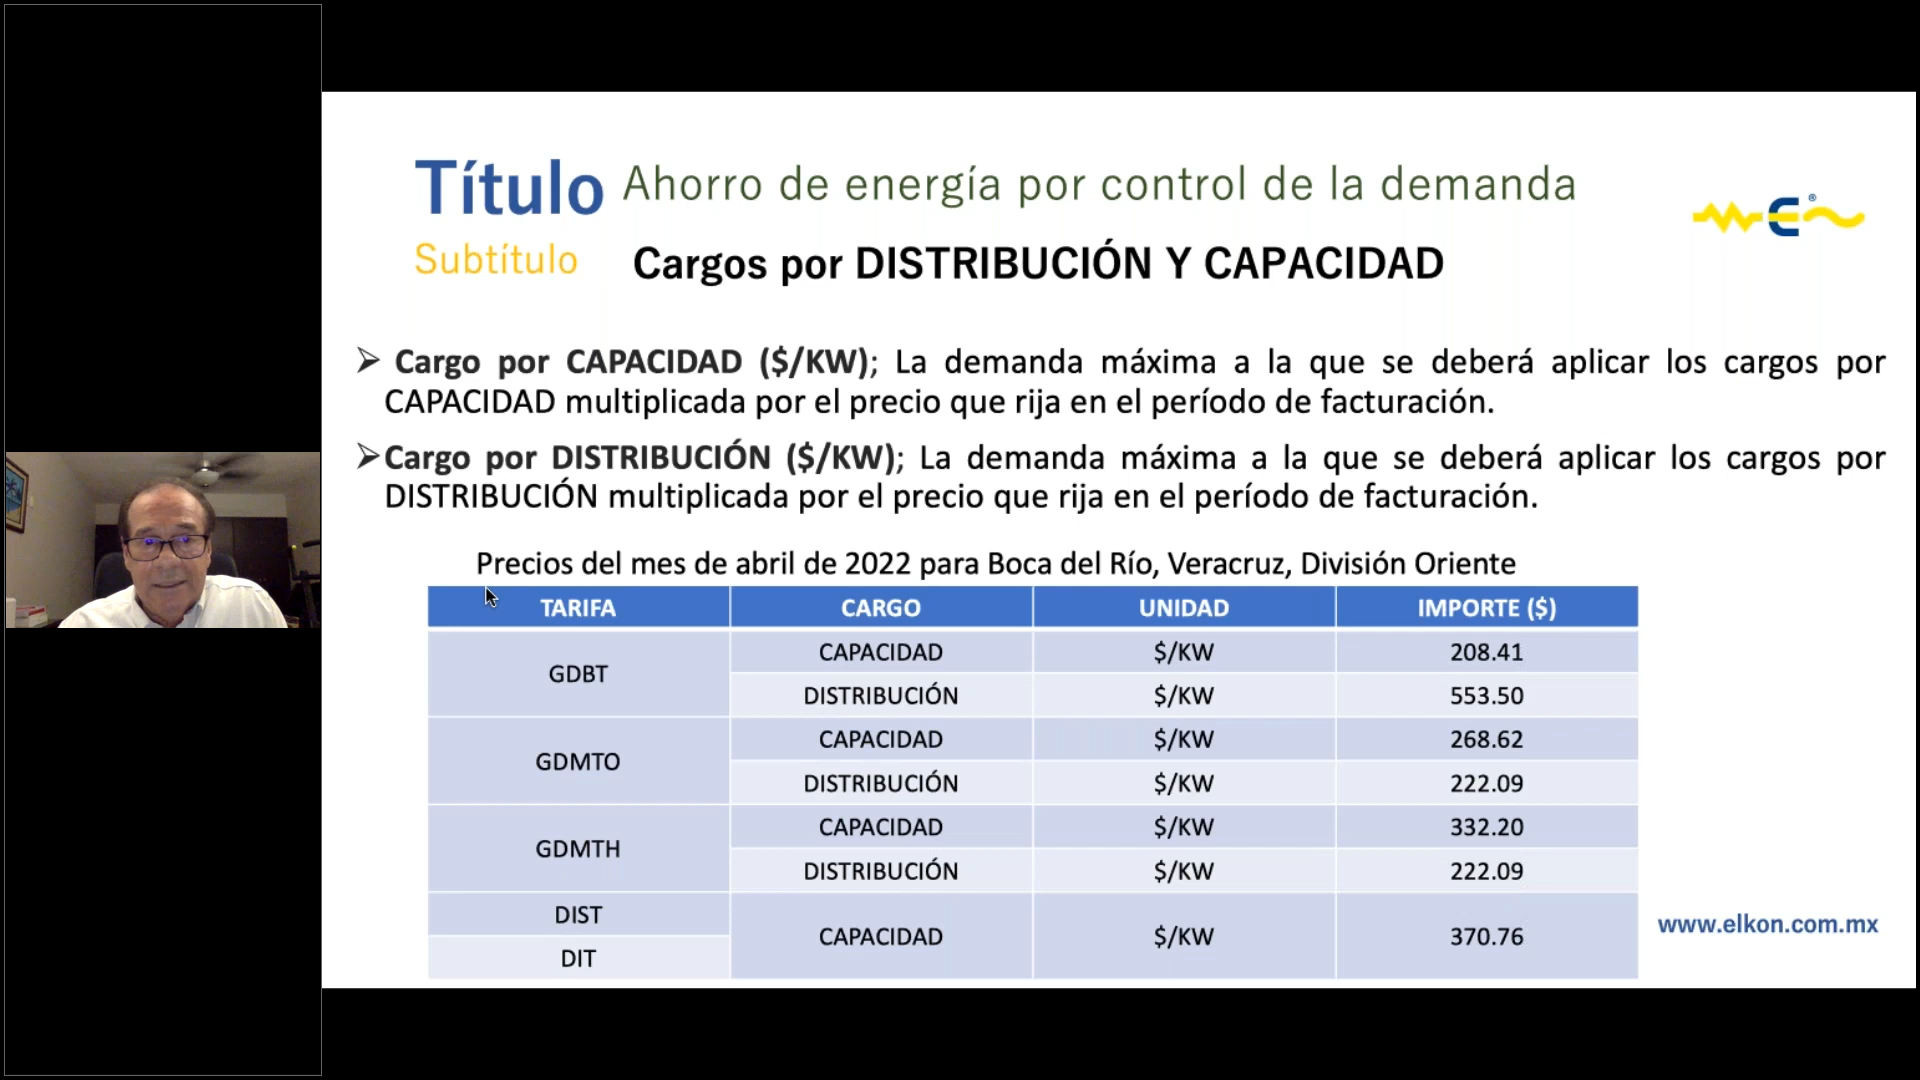 Título Ahorro de energía por control de la demanda
Subtítulo Cargos por DISTRIBUCIÓN Y CAPACIDAD
E®
➢ Cargo por CAPACIDAD ($/KW); La demanda máxima a la que se deberá aplicar los cargos por
CAPACIDAD multiplicada por el precio que rija en el período de facturación.
➢ Cargo por DISTRIBUCIÓN ($/KW); La demanda máxima a la que se deberá aplicar los cargos por
DISTRIBUCIÓN multiplicada por el precio que rija en el período de facturación.
Precios del mes de abril de 2022 para Boca del Río, Veracruz, División Oriente
TARIFA CARGO UNIDAD IMPORTE ($)
GDBT CAPACIDAD $/KW 208.41
DISTRIBUCIÓN $/KW 553.50
GDMTO CAPACIDAD $/KW 268.62
DISTRIBUCIÓN $/KW 222.09
GDMTH CAPACIDAD $/KW 332.20
DISTRIBUCIÓN $/KW 222.09
DIST CAPACIDAD $/KW 370.76
DIT
www.elkon.com.mx